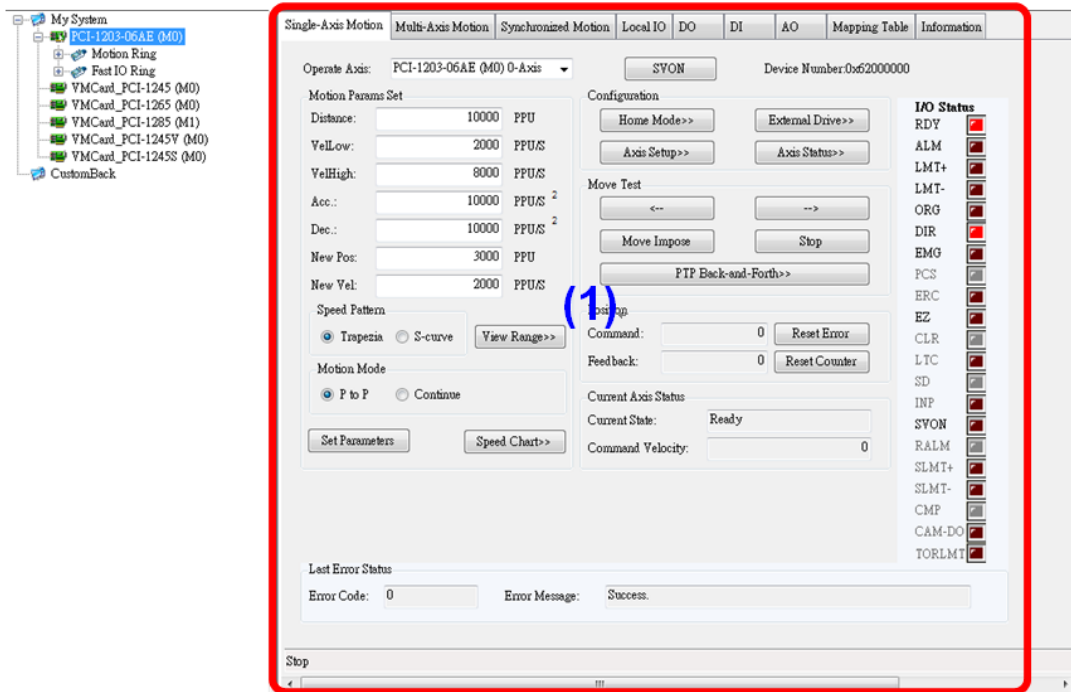 My System
PCI-1203-06AE (M0)
Motion Ring
Fast IO Ring
VMCard_PCI-1245 (M0)
VMCard_PCI-1265 (M0)
VMCard_PCI-1285 (M1)
VMCard_PCI-1245V (M0)
VMCard_PCI-1245S (M0)
CustomBack
Single-Axis Motion Multi-Axis Motion Synchronized Motion Local IO DO DI AO Mapping Table Information
Operate Axis: PCI-1203-06AE (M0) 0-Axis SVON Device Number:0x62000000
Motion Params Set
Distance: 10000 PPU
VelLow: 2000 PPU/S
VelHigh: 8000 PPU/S
Acc.: 10000 PPU/S 2
Dec.: 10000 PPU/S 2
New Pos: 3000 PPU
New Vel: 2000 PPU/S
Speed Pattern
Trapezia S-curve View Range>>
Motion Mode
P to P Continue
Set Parameters Speed Chart>>
Configuration
Home Mode>> External Drive>>
Axis Setup>> Axis Status>>
Move Test
<-- -->
Move Impose Stop
PTP Back-and-Forth>>
(1)
Position
Command: 0 Reset Error
Feedback: 0 Reset Counter
Current Axis Status
Current State: Ready
Command Velocity: 0
I/O Status
RDY
ALM
LMT+
LMT-
ORG
DIR
EMG
PCS
ERC
EZ
CLR
LTC
SD
INP
SVON
RALM
SLMT+
SLMT-
CMP
CAM-DO
TORLMT
Last Error Status
Error Code: 0 Error Message: Success.
Stop